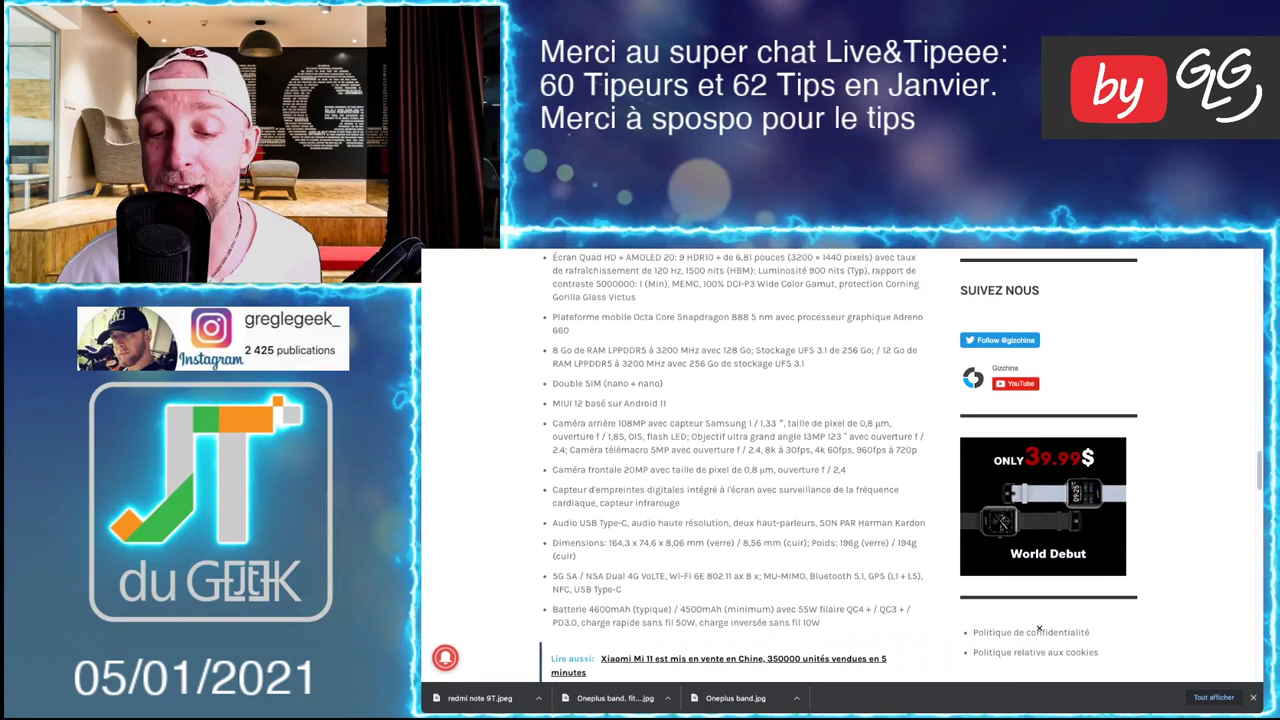 Merci au super chat Live&Tipeee:
60 Tipeurs et 62 Tips en Janvier.
Merci à sposito pour le tips
by GLG
greglegeek_
2 425 publications
Instagram
JT
du GEEK
05/01/2021
Écran Quad HD + AMOLED 20: 9 HDR10 + de 6,81 pouces (3200 × 1440 pixels) avec taux
de rafraîchissement de 120 Hz, 1500 nits (HBM); Luminosité 900 nits (Typ), rapport de
contraste 5000000: 1 (Min), MEMC, 100% DCI-P3 Wide Color Gamut, protection Corning
Gorilla Glass Victus
Plateforme mobile Octa Core Snapdragon 888 5 nm avec processeur graphique Adreno
660
8 Go de RAM LPPDDR5 à 3200 MHz avec 128 Go; Stockage UFS 3.1 de 256 Go; / 12 Go de
RAM LPPDDR5 à 3200 MHz avec 256 Go de stockage UFS 3.1
Double SIM (nano + nano)
MIUI 12 basé sur Android 11
Caméra arrière 108MP avec capteur Samsung 1 / 1,33 ″, taille de pixel de 0,8 μm,
ouverture f / 1,85, OIS, flash LED; Objectif ultra grand angle 13MP 123 ° avec ouverture f /
2.4; Caméra télémacro 5MP avec ouverture f / 2.4, 8k à 30fps, 4k 60fps, 960fps à 720p
Caméra frontale 20MP avec taille de pixel de 0,8 μm, ouverture f / 2,4
Capteur d'empreintes digitales intégré à l'écran avec surveillance de la fréquence
cardiaque, capteur infrarouge
Audio USB Type-C, audio haute résolution, deux haut-parleurs, SON PAR Harman Kardon
Dimensions: 164,3 x 74,6 x 8,06 mm (verre) / 8,56 mm (cuir); Poids: 196g (verre) / 194g
(cuir)
5G SA / NSA Dual 4G VoLTE, Wi-Fi 6E 802.11 ax 8 x; MU-MIMO, Bluetooth 5.1, GPS (L1 + L5),
NFC, USB Type-C
Batterie 4600mAh (typique) / 4500mAh (minimum) avec 55W filaire QC4 + / QC3 + /
PD3.0, charge rapide sans fil 50W, charge inversée sans fil 10W
Lire aussi: Xiaomi Mi 11 est mis en vente en Chine, 350000 unités vendues en 5
minutes
SUIVEZ NOUS
Follow @gizchina
Gizchina
YouTube
ONLY 39.99$
09:25
World Debut
Politique de confidentialité
Politique relative aux cookies
redmi note 9T.jpeg
Oneplus band. fit....jpg
Oneplus band.jpg
Tout afficher